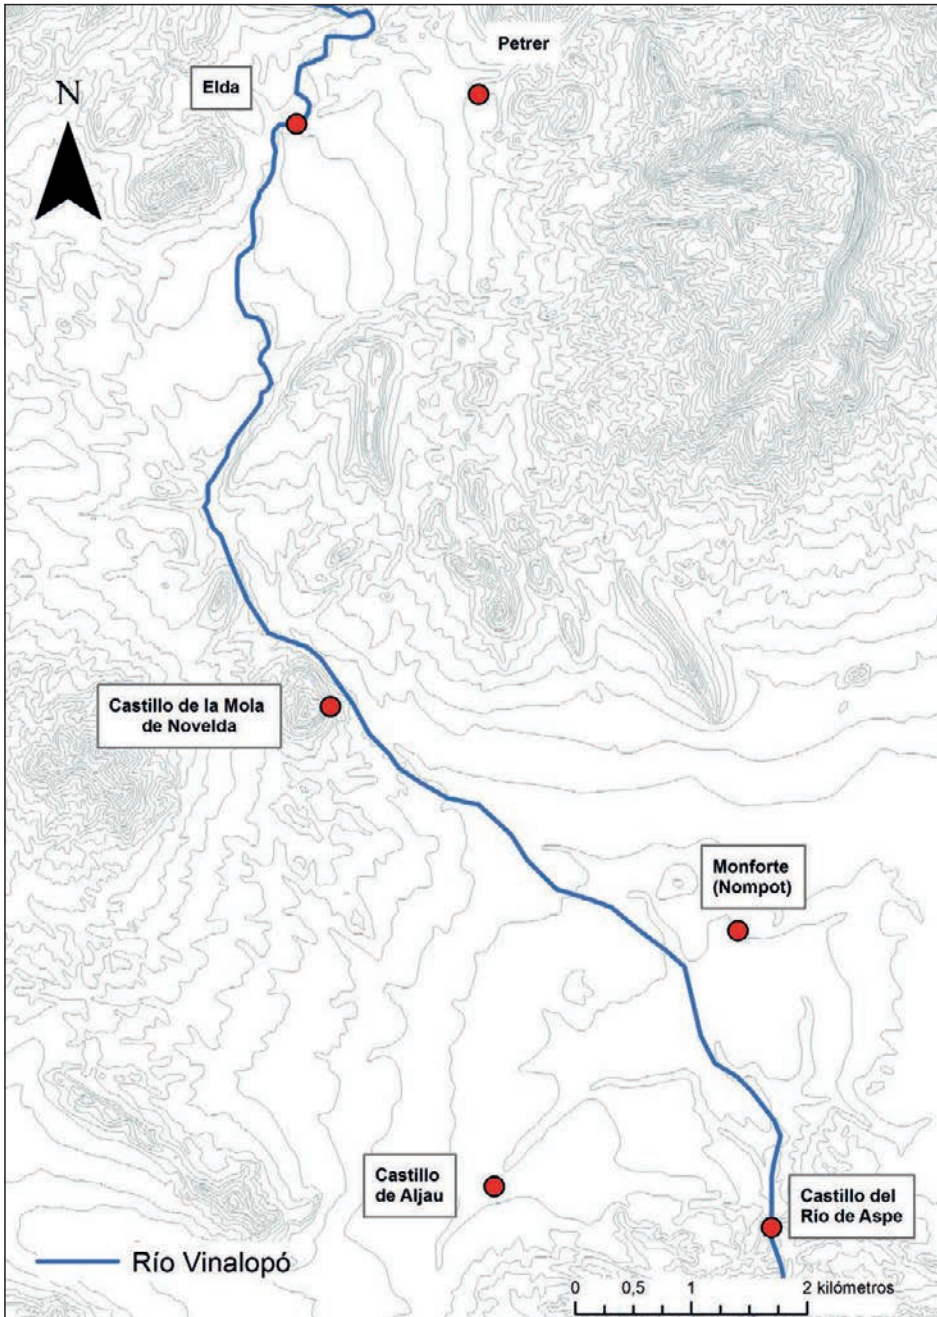 Petrer
Elda
N
Castillo de la Mola
de Novelda
Monforte
(Nompot)
Castillo
de Aljau
Castillo del
Río de Aspe
Río Vinalopó
0 0,5 1 2 kilómetros